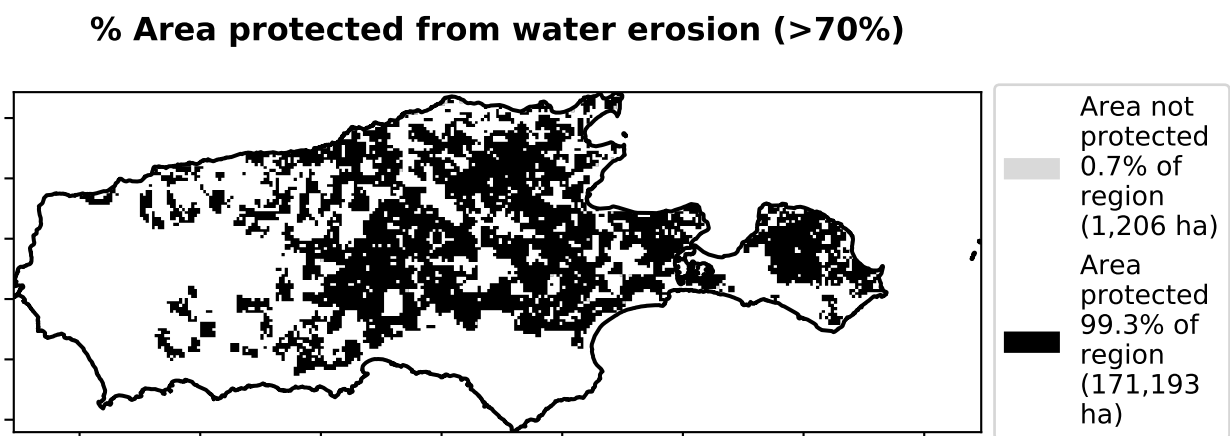 % Area protected from water erosion (>70%)
Area not
protected
0.7% of
region
(1,206 ha)
Area
protected
99.3% of
region
(171,193
ha)